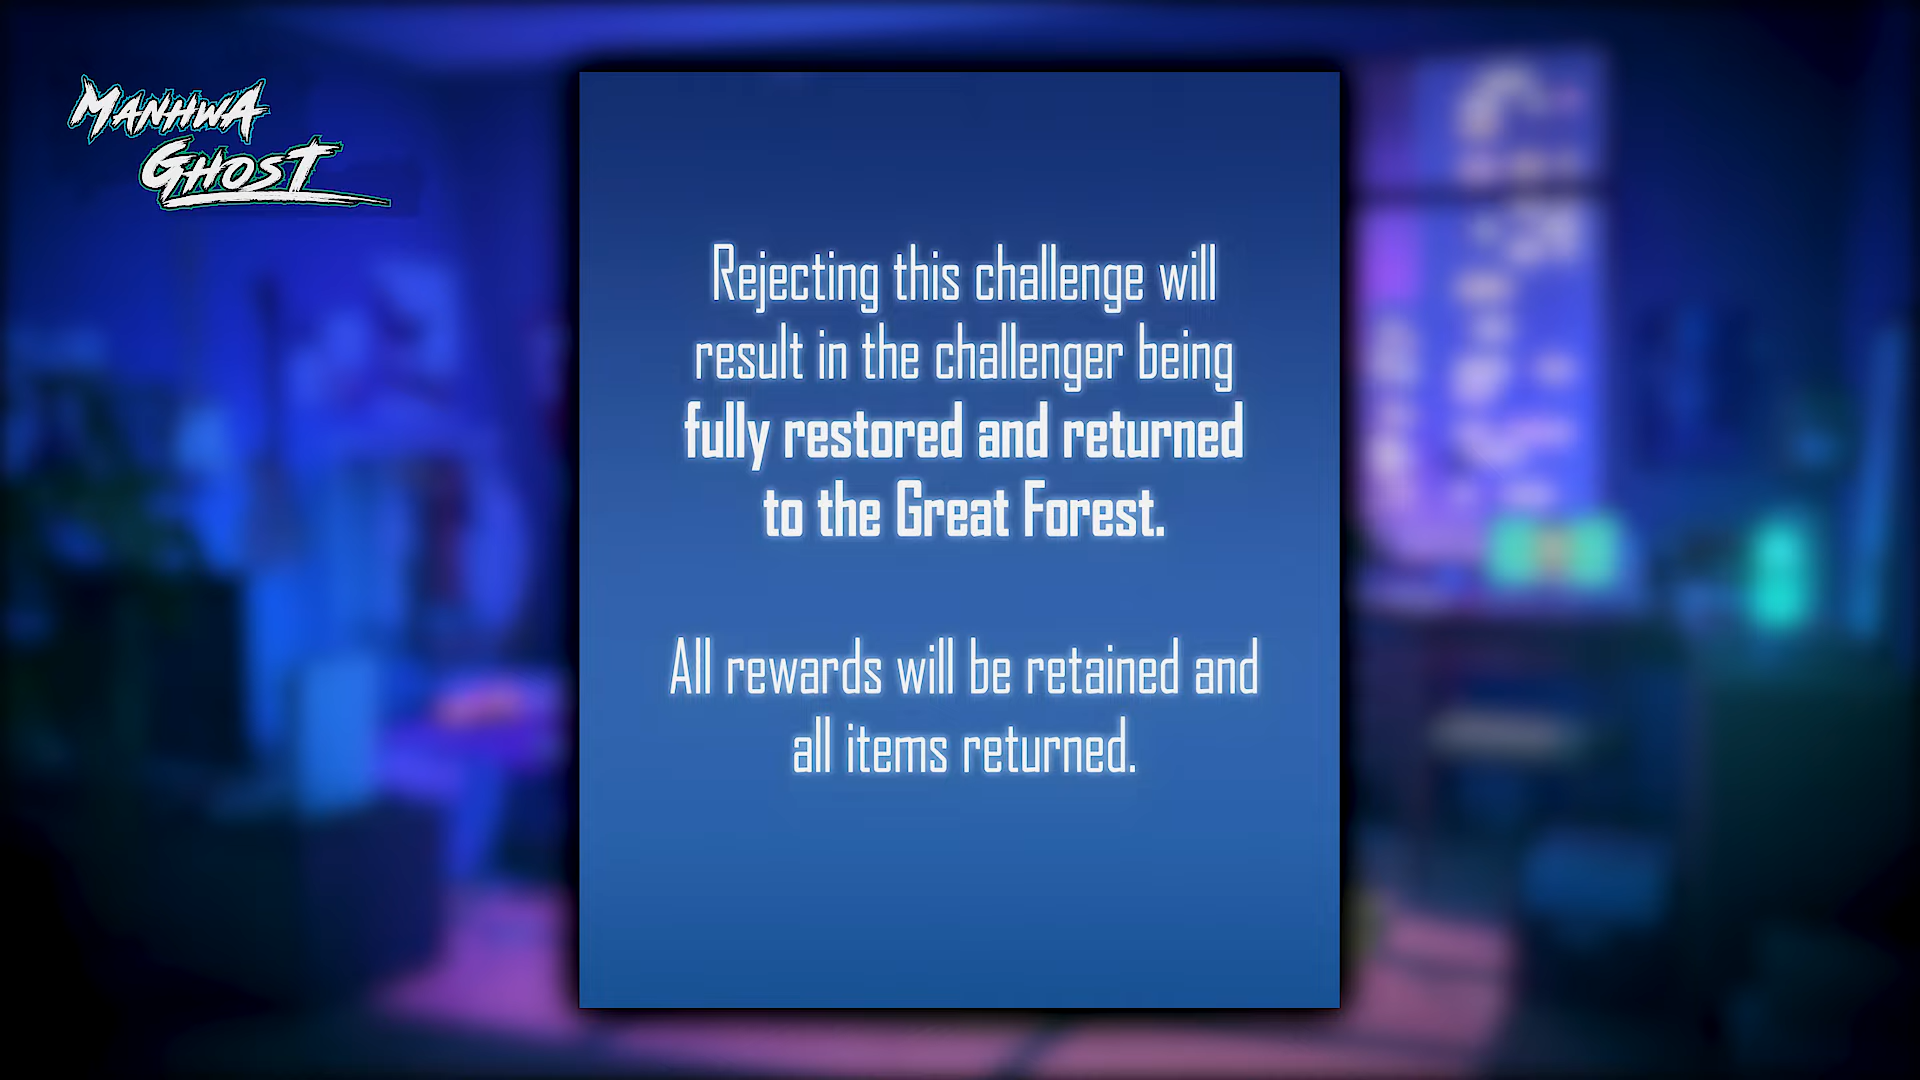 MANHWA
GHOST
Rejecting this challenge will
result in the challenger being
fully restored and returned
to the Great Forest.
All rewards will be retained and
all items returned.